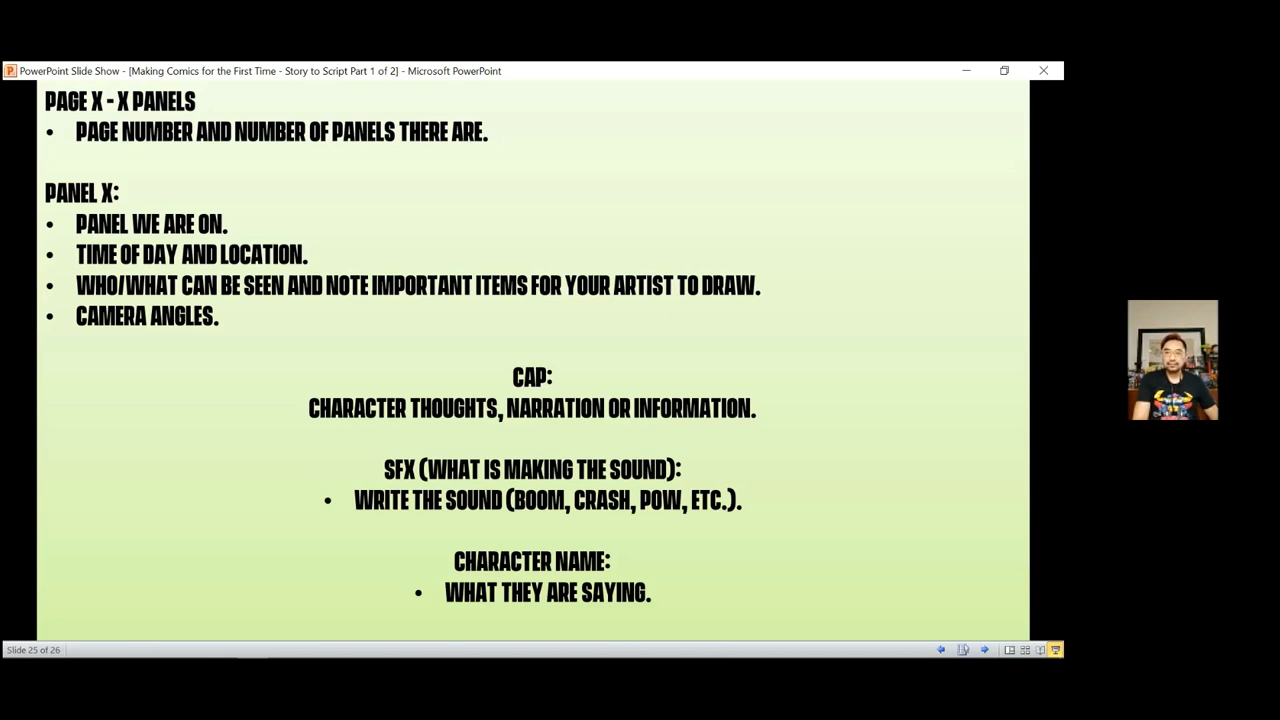 PowerPoint Slide Show - [Making Comics for the First Time - Story to Script Part 1 of 2] - Microsoft PowerPoint
PAGE X - X PANELS
• PAGE NUMBER AND NUMBER OF PANELS THERE ARE.
PANEL X:
• PANEL WE ARE ON.
• TIME OF DAY AND LOCATION.
• WHO/WHAT CAN BE SEEN AND NOTE IMPORTANT ITEMS FOR YOUR ARTIST TO DRAW.
• CAMERA ANGLES.
CAP:
CHARACTER THOUGHTS, NARRATION OR INFORMATION.
SFX (WHAT IS MAKING THE SOUND):
• WRITE THE SOUND (BOOM, CRASH, POW, ETC.).
CHARACTER NAME:
• WHAT THEY ARE SAYING.
Slide 25 of 26